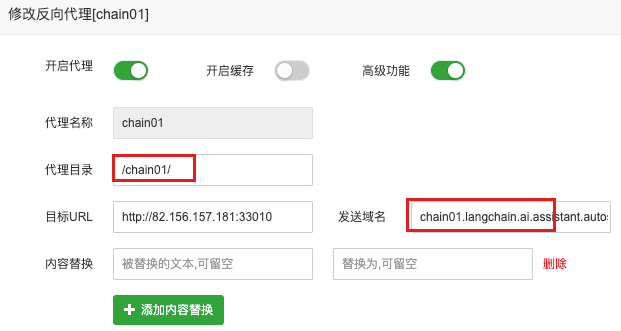 修改反向代理[chain01]
开启代理 开启缓存 高级功能
代理名称 chain01
代理目录 /chain01/
目标URL http://82.156.157.181:33010 发送域名 chain01.langchain.ai.assistant.auto
内容替换 被替换的文本,可留空 替换为,可留空 删除
添加内容替换